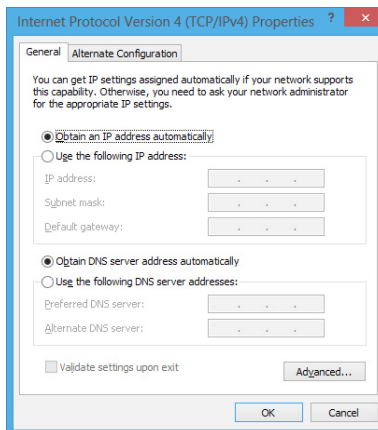 Internet Protocol Version 4 (TCP/IPv4) Properties ? ×
General Alternate Configuration
You can get IP settings assigned automatically if your network supports
this capability. Otherwise, you need to ask your network administrator
for the appropriate IP settings.
Obtain an IP address automatically
Use the following IP address:
IP address: . . .
Subnet mask: . . .
Default gateway: . . .
Obtain DNS server address automatically
Use the following DNS server addresses:
Preferred DNS server: . . .
Alternate DNS server: . . .
Validate settings upon exit
Advanced...
OK Cancel